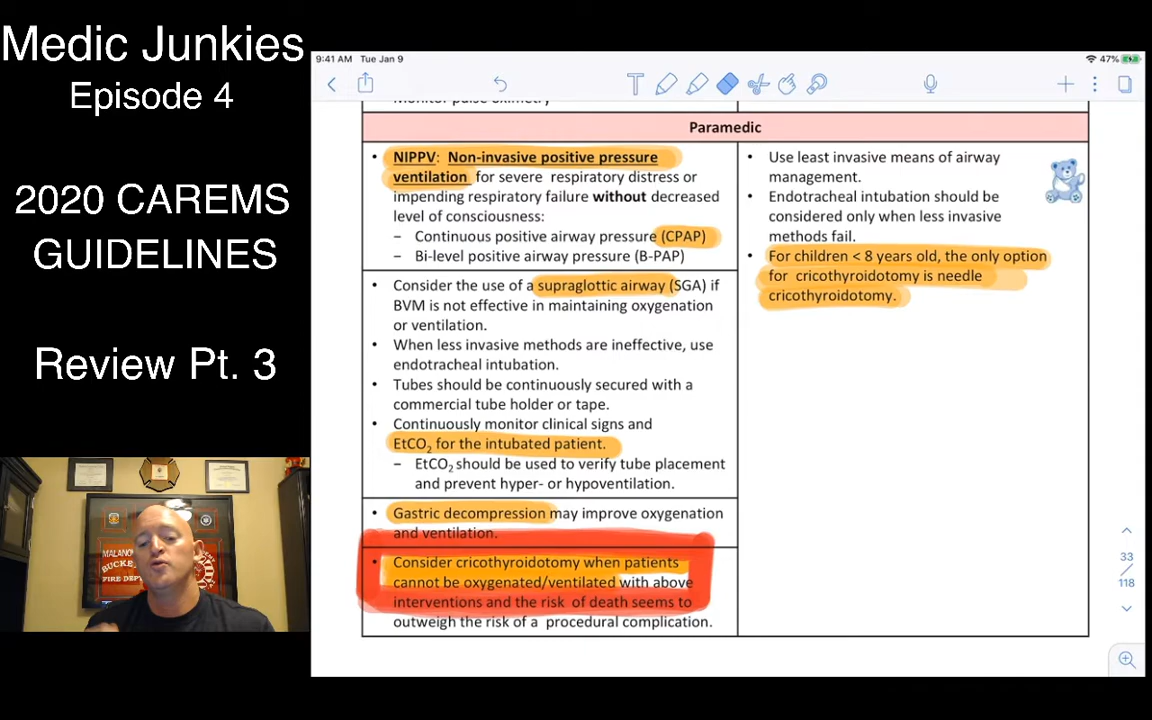 Medic Junkies
Episode 4
2020 CAREMS
GUIDELINES
Review Pt. 3
9:41 AM Tue Jan 9
47%
T
Monitor pulse oximetry
Paramedic
• NIPPV: Non-invasive positive pressure
ventilation for severe respiratory distress or
impending respiratory failure without decreased
level of consciousness:
– Continuous positive airway pressure (CPAP)
– Bi-level positive airway pressure (B-PAP)
Consider the use of a supraglottic airway (SGA) if
BVM is not effective in maintaining oxygenation
or ventilation.
• When less invasive methods are ineffective, use
endotracheal intubation.
• Tubes should be continuously secured with a
commercial tube holder or tape.
• Continuously monitor clinical signs and
EtCO2 for the intubated patient.
– EtCO2 should be used to verify tube placement
and prevent hyper- or hypoventilation.
• Gastric decompression may improve oxygenation
and ventilation.
• Consider cricothyroidotomy when patients
cannot be oxygenated/ventilated with above
interventions and the risk of death seems to
outweigh the risk of a procedural complication.
• Use least invasive means of airway
management.
• Endotracheal intubation should be
considered only when less invasive
methods fail.
• For children < 8 years old, the only option
for cricothyroidotomy is needle
cricothyroidotomy.
33
118
MALANO
BUCKE
FIRE DEP